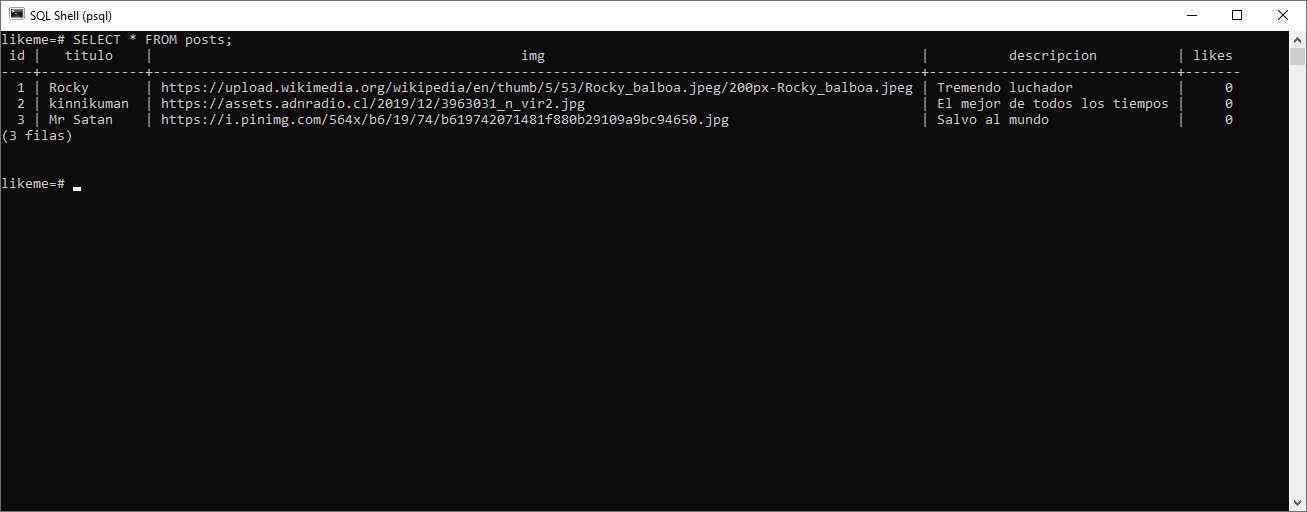 SQL Shell (psql)
likeme=# SELECT * FROM posts;
 id |   titulo    |                                              img                                               |          descripcion          | likes
----+-------------+------------------------------------------------------------------------------------------------+-------------------------------+-------
  1 | Rocky       | https://upload.wikimedia.org/wikipedia/en/thumb/5/53/Rocky_balboa.jpeg/200px-Rocky_balboa.jpeg | Tremendo luchador             |     0
  2 | kinnikuman  | https://assets.adnradio.cl/2019/12/3963031_n_vir2.jpg                                          | El mejor de todos los tiempos |     0
  3 | Mr Satan    | https://i.pinimg.com/564x/b6/19/74/b619742071481f880b29109a9bc94650.jpg                        | Salvo al mundo                |     0
(3 filas)
likeme=#